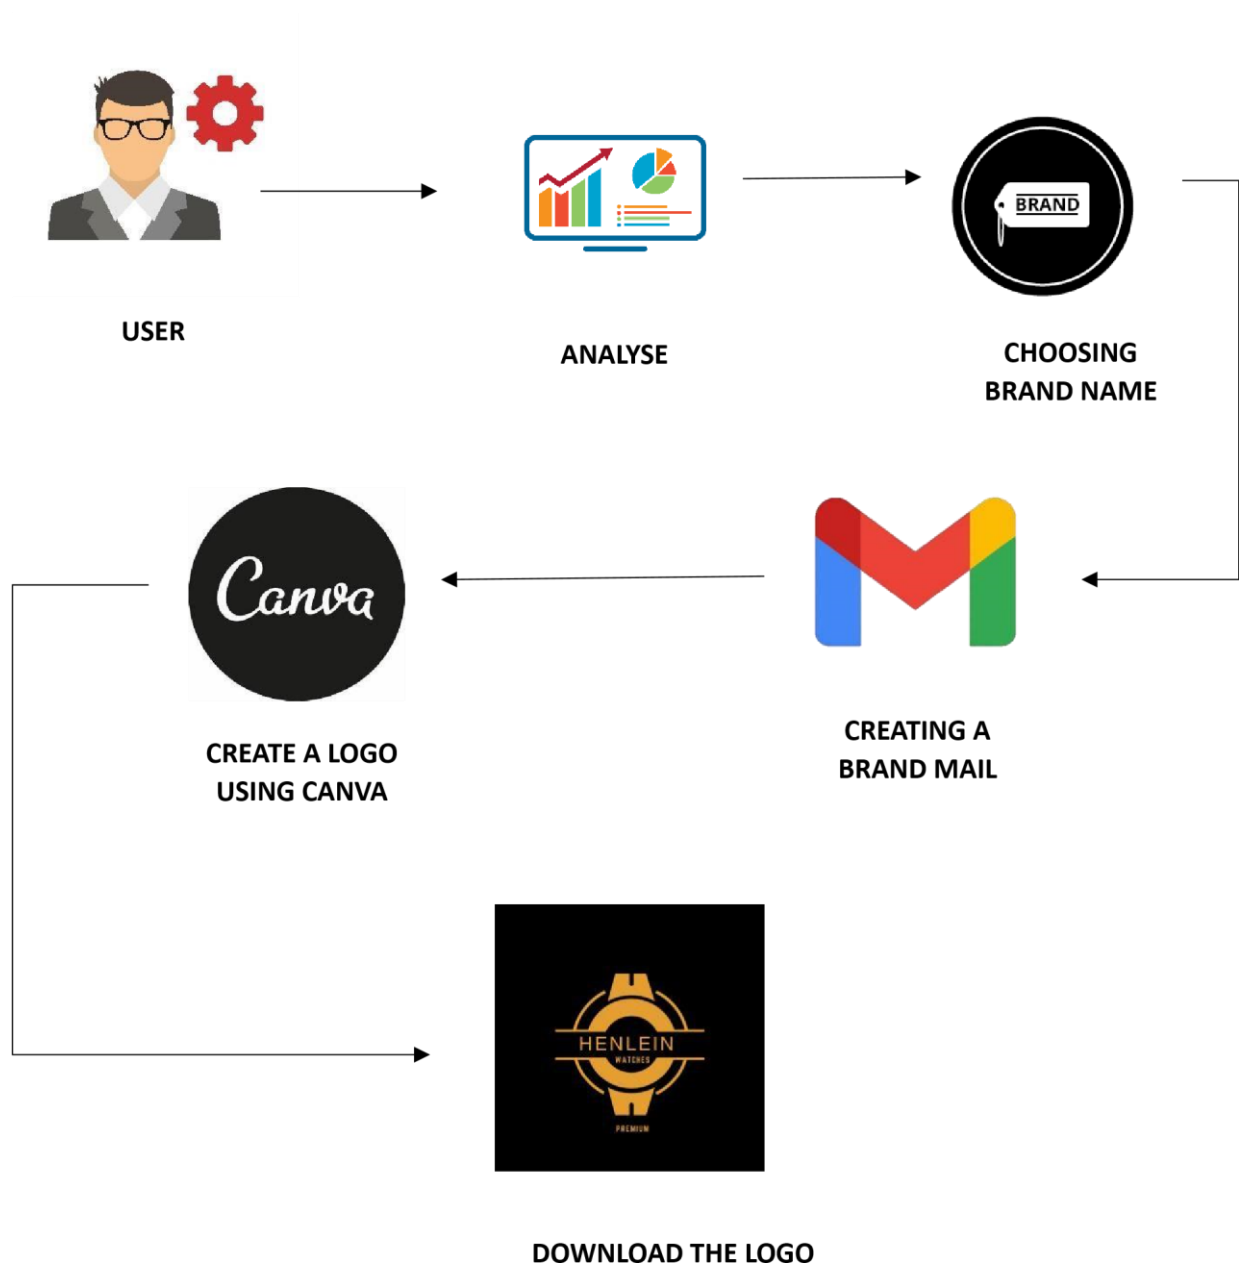 USER
ANALYSE
BRAND
CHOOSING
BRAND NAME
Canva
CREATE A LOGO
USING CANVA
CREATING A
BRAND MAIL
HENLEIN
WATCHES
PREMIUM
DOWNLOAD THE LOGO